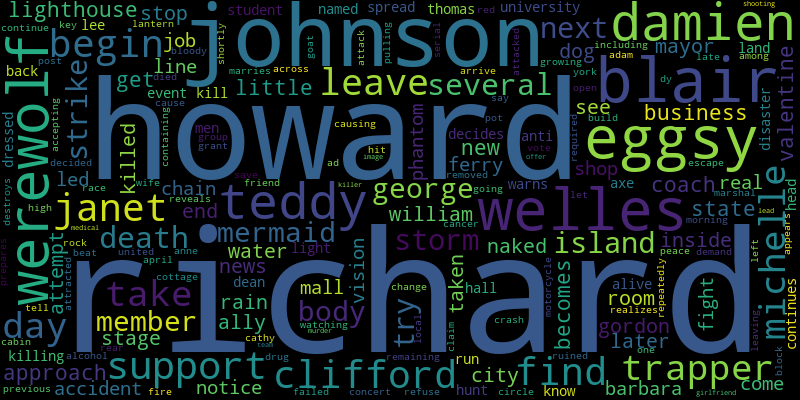 lighthouse stop named spread thomas university
continue key lee student red
lantern job bloody shortly goat
begin johnson next damien
back line marries across attack pulling serial attacked arrive growing dog mayor land shooting adam late among
post event kill get little leave several blair
werewolf strike died cause men group grant howard york open dy
dressed accepting containing causing hit image ad phantom say pot new decides anti required see business valentine
destroys killed save friend removed going ferry shop build eggsy disaster escape
led race wife chain reveals teddy george warns axe coach real head
high decided janet end william cancer welles let marshal morning lead
medical death mermaid storm naked island state inside michelle appears
prepares rock beat united anne water light vision peace demand left
attempt attracted april cottage news mall change hall alive room repeatedly
tell take dean rain body watching local taken becomes motorcycle realizes fight continues
day member richard try claim crash gordon later leaving
cabin stage ally cathy murder killer
killing rear alcohol drug team remaining run city find one trapper block
approach support clifford know barbara come
previous accident fire notice failed concert refuse hunt circle ruined girlfriend